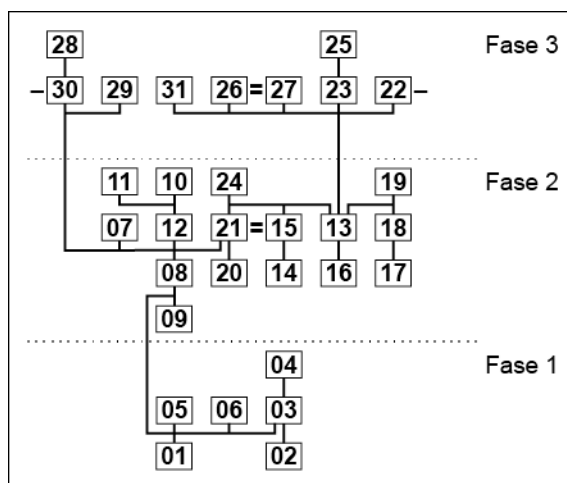 28 25 Fase 3
– 30 29 31 26 = 27 23 22 –
11 10 24 19 Fase 2
07 12 21 = 15 13 18
08 20 14 16 17
09
04 Fase 1
05 06 03
01 02